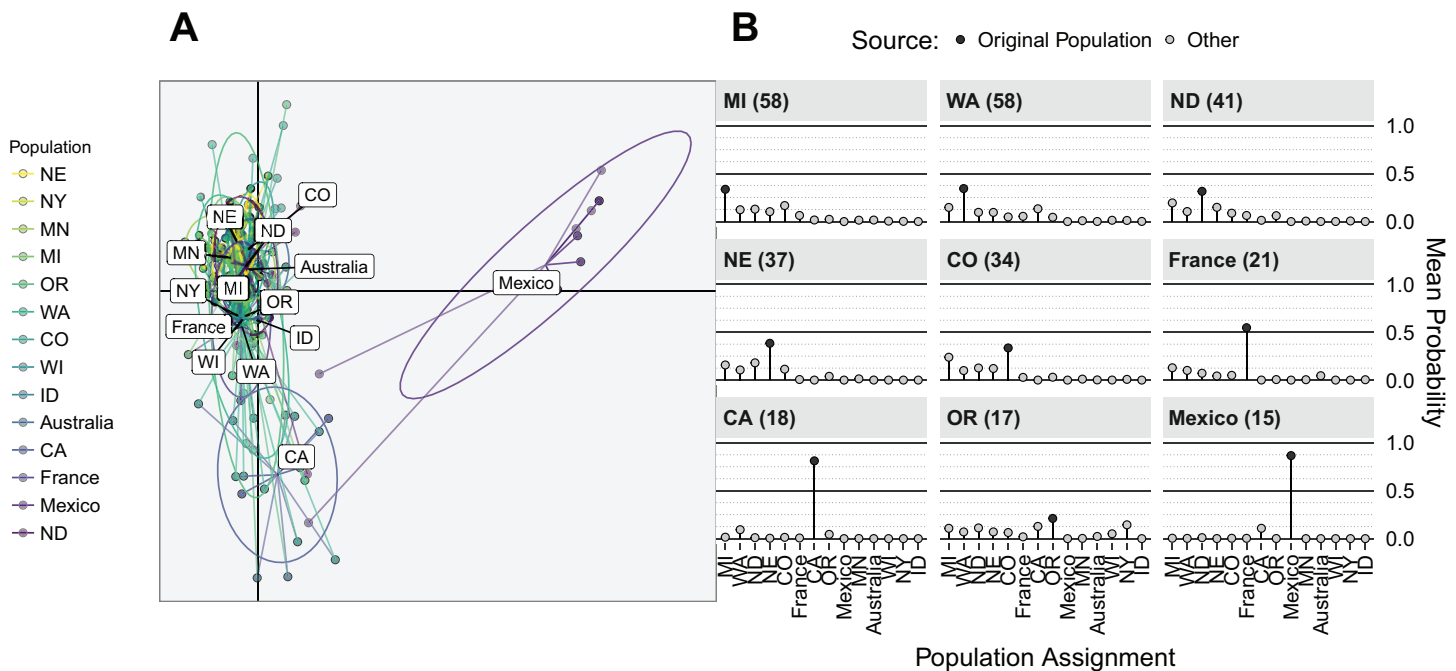 A
B
Source: Original Population Other
Population
NE
NY
MN
MI
OR
WA
CO
WI
ID
Australia
CA
France
Mexico
ND
CO
NE
ND
MN
Australia
Mexico
NY
MI
OR
France
ID
WI
WA
CA
MI (58)
WA (58)
ND (41)
1.0
0.5
0.0
NE (37)
CO (34)
France (21)
1.0
0.5
0.0
CA (18)
OR (17)
Mexico (15)
1.0
0.5
0.0
Mean Probability
MI
WA
ND
NE
CO
France
CA
OR
Mexico
MN
Australia
WI
NY
ID
MI
WA
ND
NE
CO
France
CA
OR
Mexico
MN
Australia
WI
NY
ID
MI
WA
ND
NE
CO
France
CA
OR
Mexico
MN
Australia
WI
NY
ID
Population Assignment